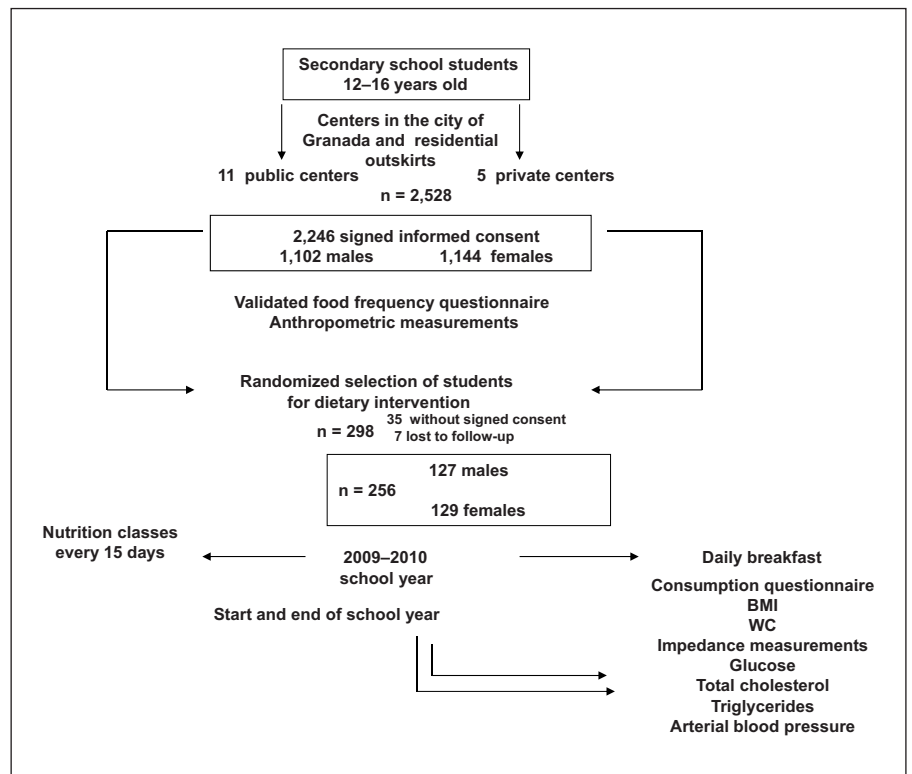 Secondary school students
12–16 years old
Centers in the city of
Granada and residential
outskirts
11 public centers 5 private centers
n = 2,528
2,246 signed informed consent
1,102 males 1,144 females
Validated food frequency questionnaire
Anthropometric measurements
Randomized selection of students
for dietary intervention
n = 298
35 without signed consent
7 lost to follow-up
127 males
n = 256
129 females
Nutrition classes
every 15 days
2009–2010
school year
Start and end of school year
Daily breakfast
Consumption questionnaire
BMI
WC
Impedance measurements
Glucose
Total cholesterol
Triglycerides
Arterial blood pressure